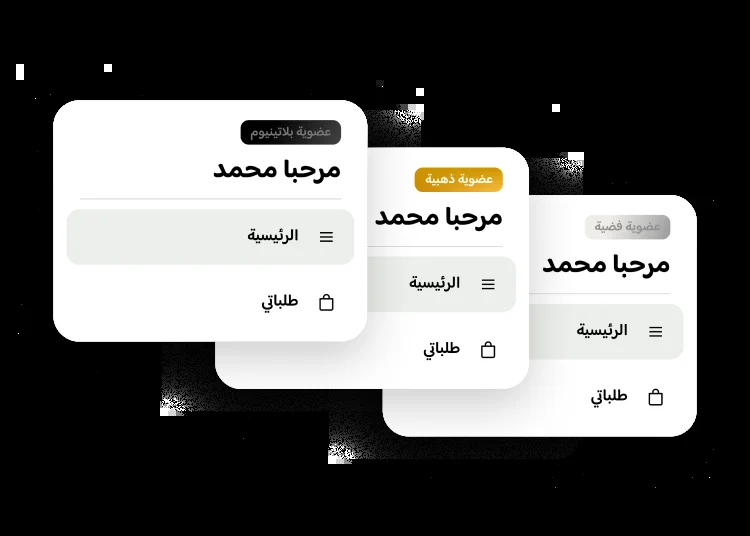 عضوية بلاتينيوم
مرحبا محمد
الرئيسية
طلباتي
عضوية ذهبية
مرحبا محمد
الرئيسية
طلباتي
عضوية فضية
مرحبا محمد
الرئيسية
طلباتي